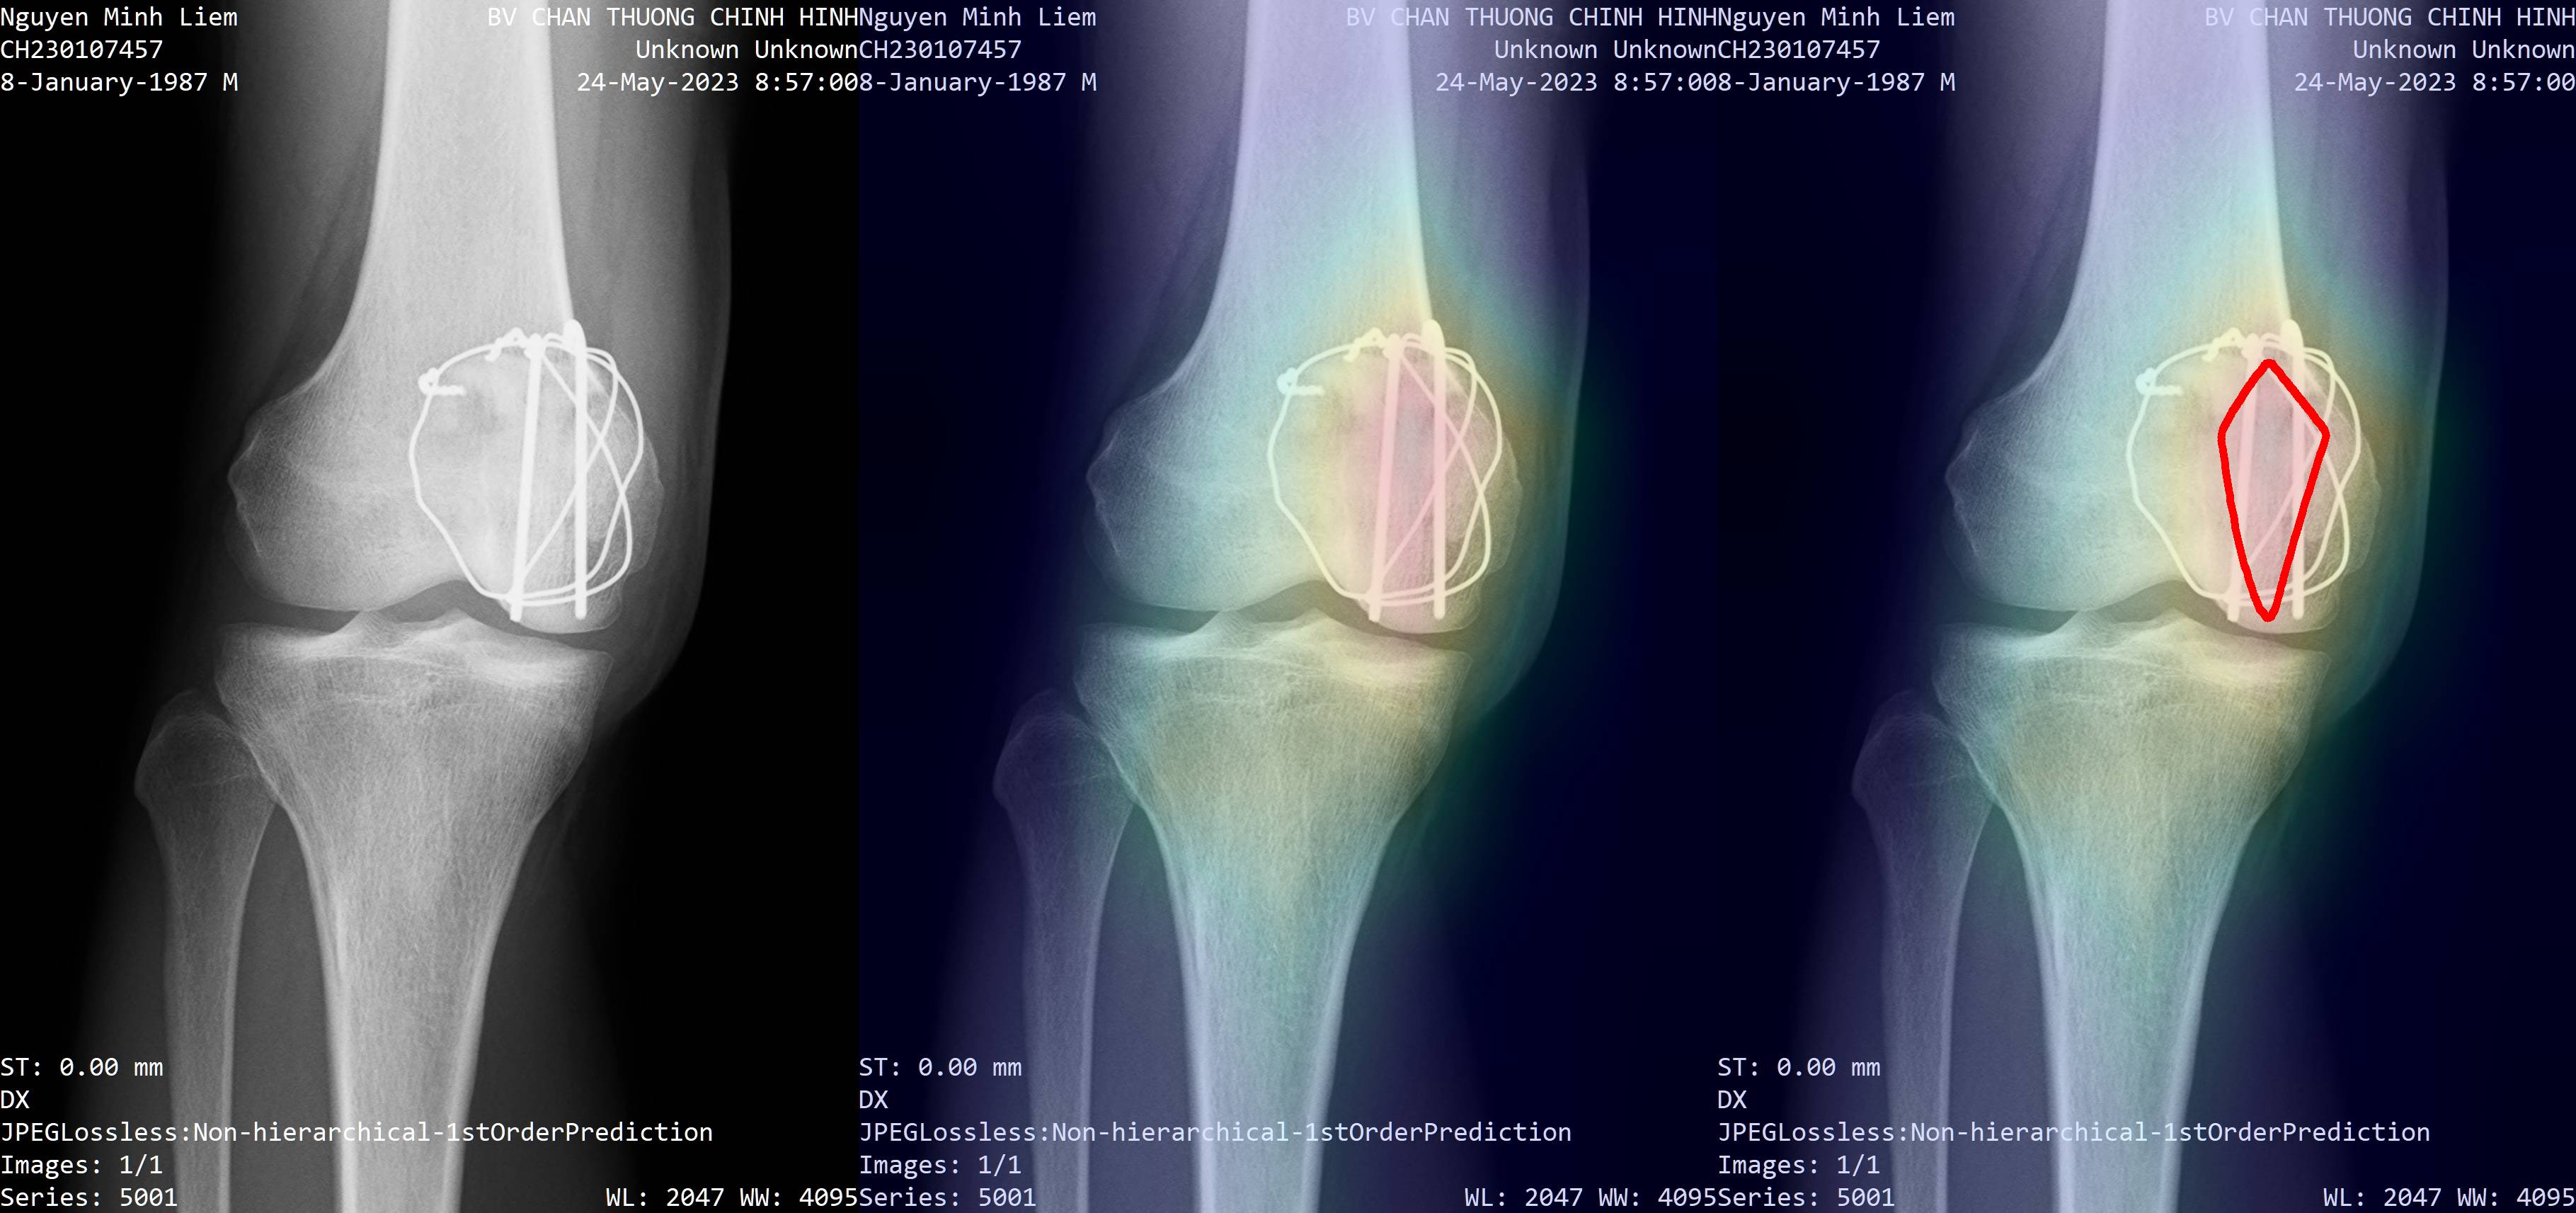 Nguyen Minh Liem
CH230107457
8-January-1987 M
BV CHAN THUONG CHINH HINH
Unknown Unknown
24-May-2023 8:57:00
ST: 0.00 mm
DX
JPEGLossless:Non-hierarchical-1stOrderPrediction
Images: 1/1
Series: 5001
WL: 2047 WW: 4095
Nguyen Minh Liem
CH230107457
8-January-1987 M
BV CHAN THUONG CHINH HINH
Unknown Unknown
24-May-2023 8:57:00
ST: 0.00 mm
DX
JPEGLossless:Non-hierarchical-1stOrderPrediction
Images: 1/1
Series: 5001
WL: 2047 WW: 4095
Nguyen Minh Liem
CH230107457
8-January-1987 M
BV CHAN THUONG CHINH HINH
Unknown Unknown
24-May-2023 8:57:00
ST: 0.00 mm
DX
JPEGLossless:Non-hierarchical-1stOrderPrediction
Images: 1/1
Series: 5001
WL: 2047 WW: 4095